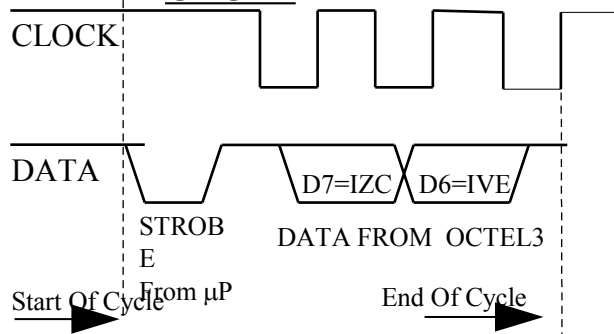 CLOCK
DATA
D7=IZC
D6=IVE
STROB
E
From µP
DATA FROM OCTEL3
Start Of Cycle
End Of Cycle